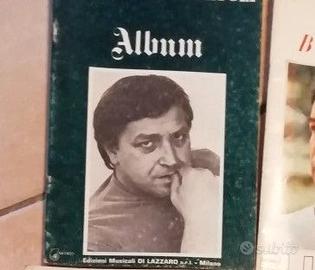 Album
Edizioni Musicali DI LAZZARO s.r.l. - Milano
B
subito